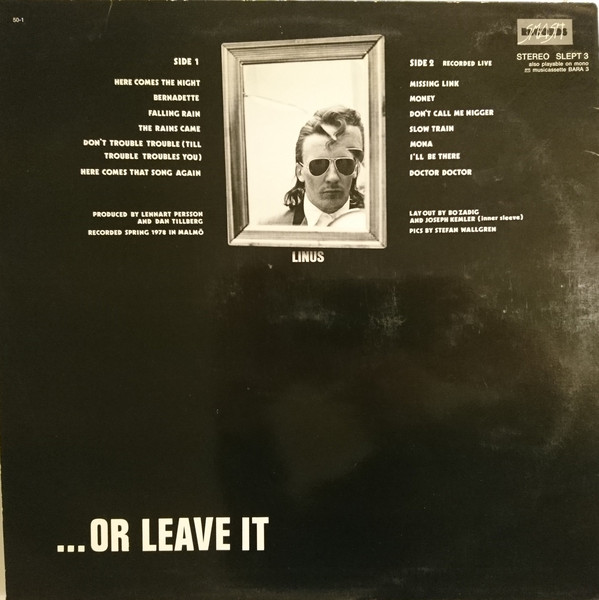 50-1
SIDE 1
HERE COMES THE NIGHT
BERNADETTE
FALLING RAIN
THE RAINS CAME
DON'T TROUBLE TROUBLE (TILL
TROUBLE TROUBLES YOU)
HERE COMES THAT SONG AGAIN
PRODUCED BY LENNART PERSSON
AND DAN TILLBERG
RECORDED SPRING 1978 IN MALMÖ
LINUS
SIDE 2 RECORDED LIVE
MISSING LINK
MONEY
DON'T CALL ME NIGGER
SLOW TRAIN
MONA
I'LL BE THERE
DOCTOR DOCTOR
LAY OUT BY BO ZADIG
AND JOSEPH KEMLER (inner sleeve)
PICS BY STEFAN WALLGREN
STEREO SLEPT 3
also playable on mono
musicassette BARA 3
...OR LEAVE IT